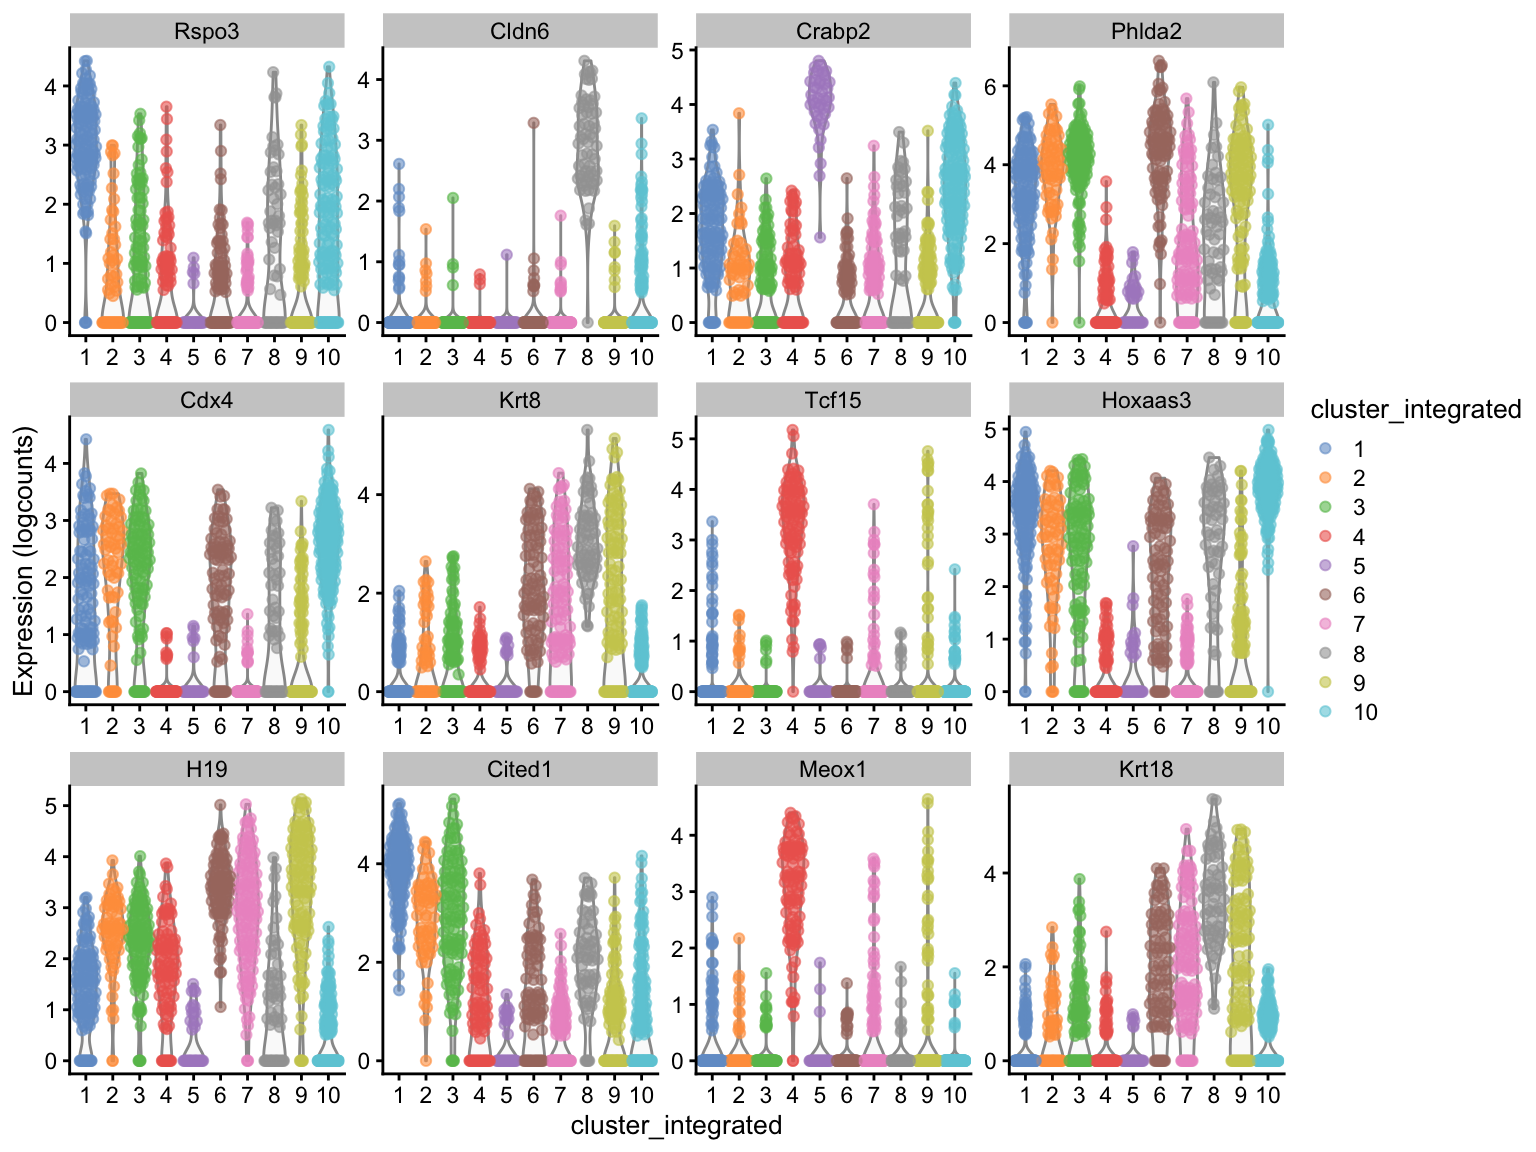 Rspo3 Cldn6 Crabp2 Phlda2
4 4 5 6
3 3 4 4
2 2 3 2
1 1 2 0
0 0 1
0
1 2 3 4 5 6 7 8 9 10 1 2 3 4 5 6 7 8 9 10 1 2 3 4 5 6 7 8 9 10 1 2 3 4 5 6 7 8 9 10
Cdx4 Krt8 Tcf15 Hoxaas3
4 4 5 5
3 2 4 4
2 0 3 3
1 2 2
0 1 1
0 0
1 2 3 4 5 6 7 8 9 10 1 2 3 4 5 6 7 8 9 10 1 2 3 4 5 6 7 8 9 10 1 2 3 4 5 6 7 8 9 10
H19 Cited1 Meox1 Krt18
5 4 4 4
4 2 3 2
3 0 2 0
2 1
1 0
0
1 2 3 4 5 6 7 8 9 10 1 2 3 4 5 6 7 8 9 10 1 2 3 4 5 6 7 8 9 10 1 2 3 4 5 6 7 8 9 10
Expression (logcounts)
cluster_integrated
cluster_integrated
1
2
3
4
5
6
7
8
9
10